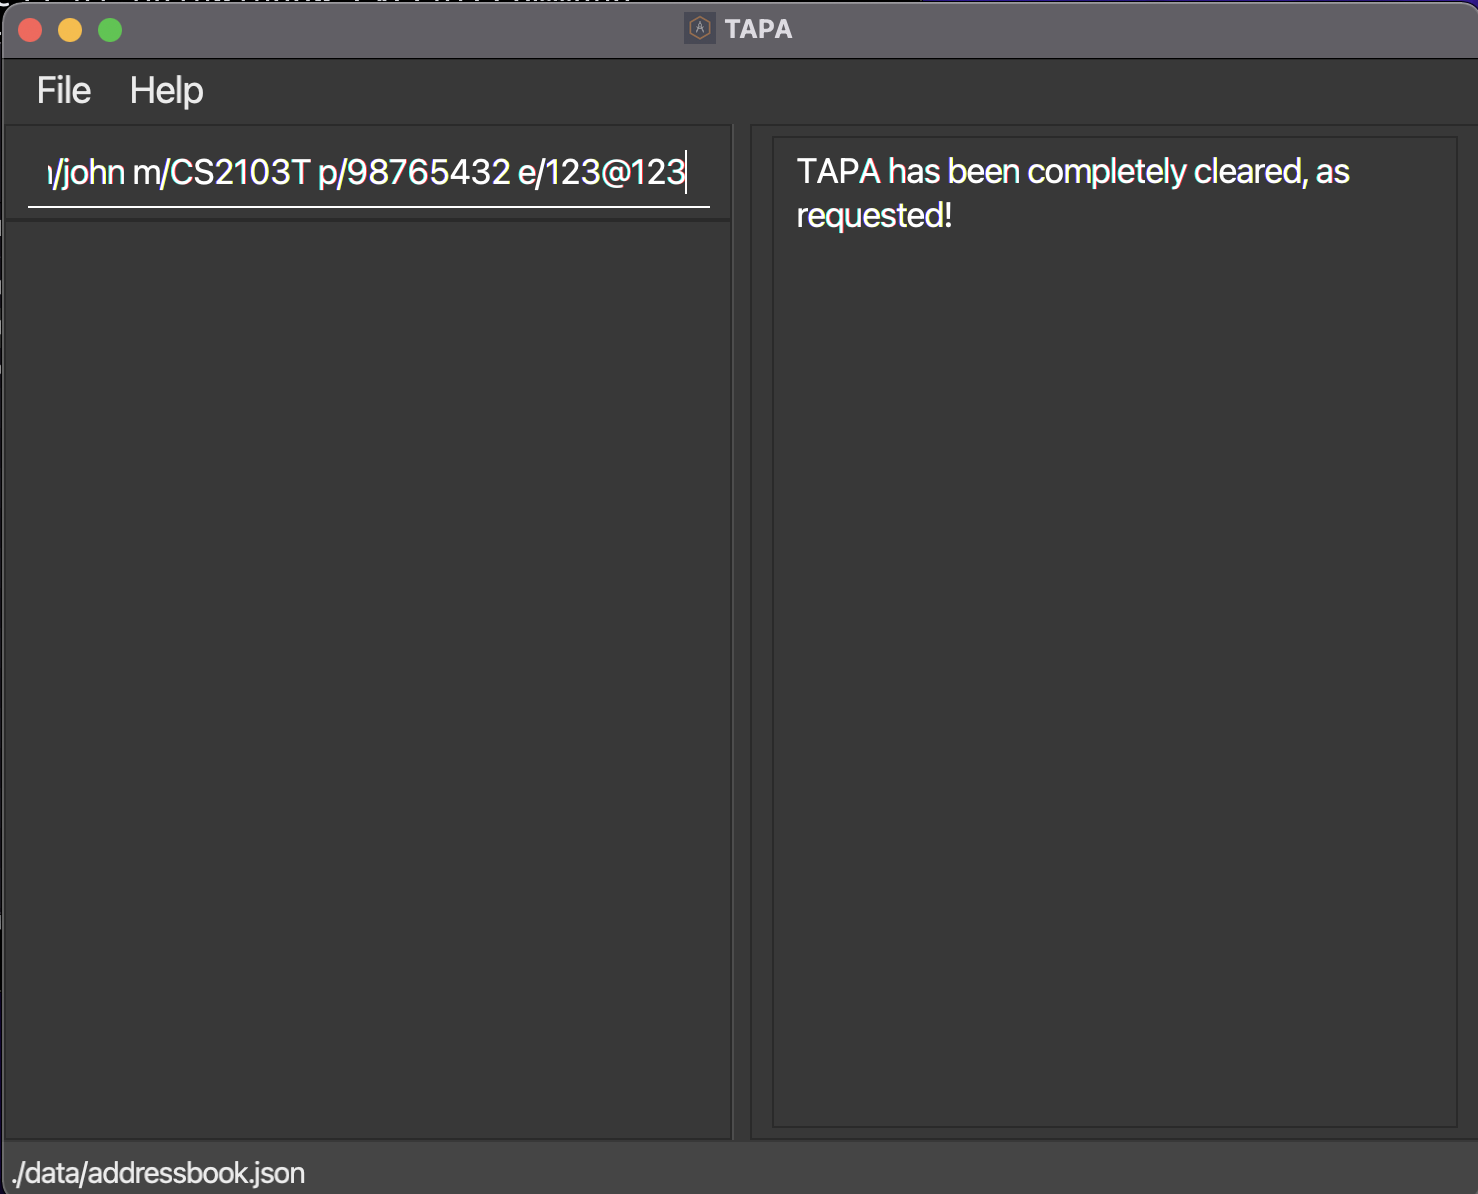 TAPA
File Help
/john m/CS2103T p/98765432 e/123@123
TAPA has been completely cleared, as
requested!
./data/addressbook.json